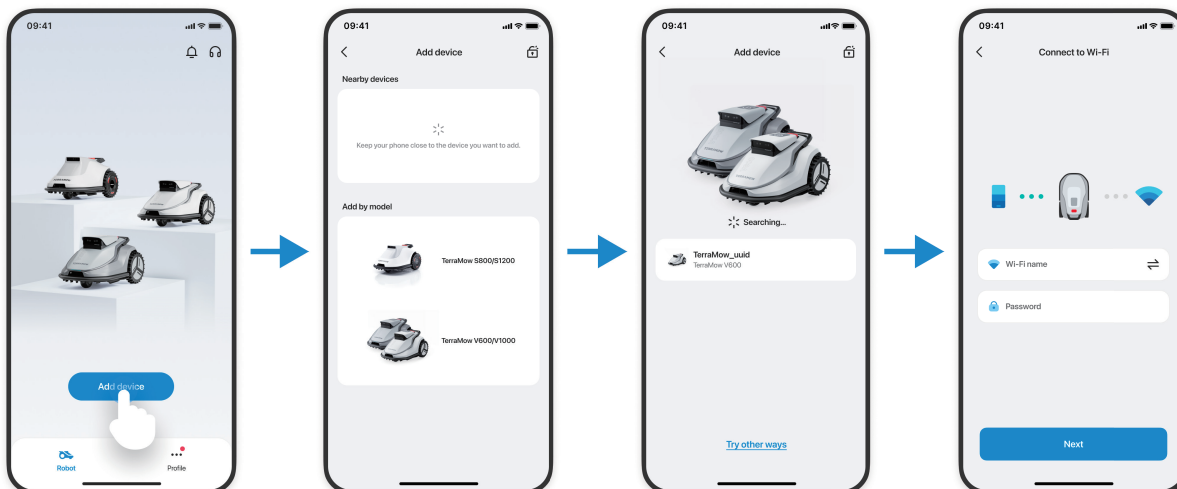 09:41
Add device
Robot
Profile
09:41
Add device
Nearby devices
Keep your phone close to the device you want to add.
Add by model
TerraMow S800/S1200
TerraMow V600/V1000
09:41
Add device
Searching...
TerraMow_uuid
TerraMow V600
Try other ways
09:41
Connect to Wi-Fi
Wi-Fi name
Password
Next